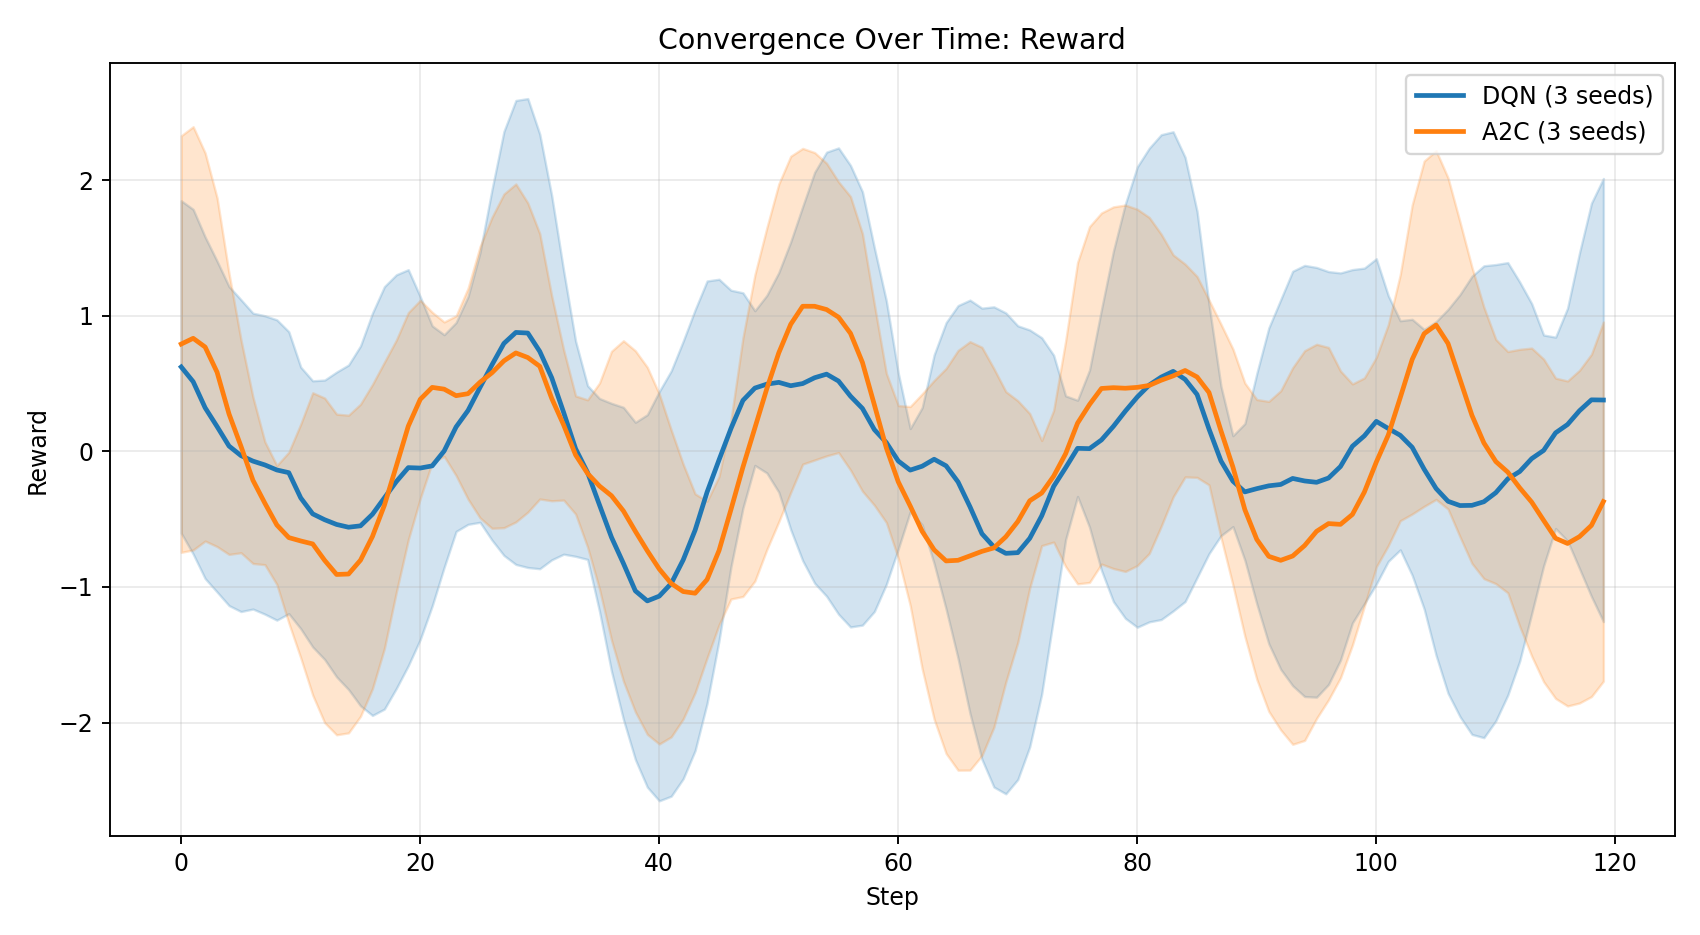 Convergence Over Time: Reward
DQN (3 seeds)
A2C (3 seeds)
Reward
2
1
0
−1
−2
0 20 40 60 80 100 120
Step